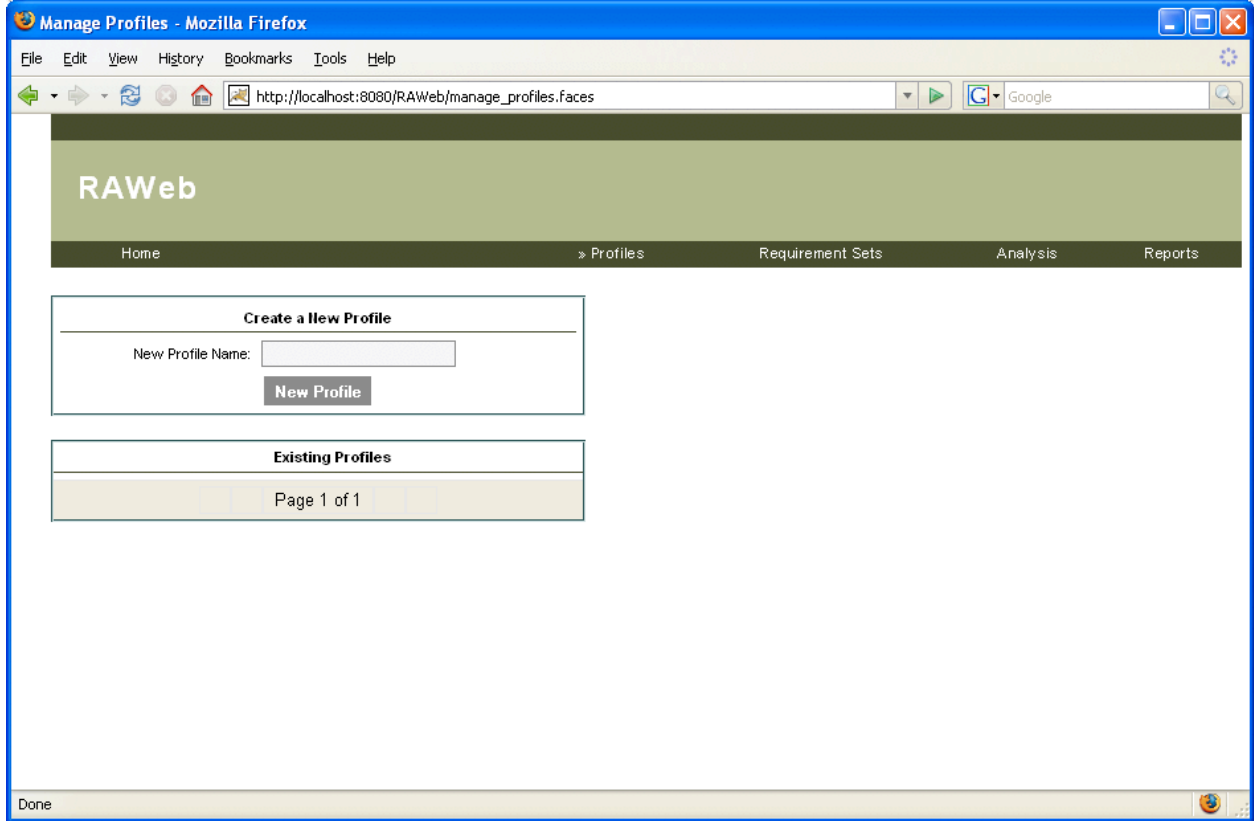 Manage Profiles - Mozilla Firefox
File Edit View History Bookmarks Tools Help
http://localhost:8080/RAWeb/manage_profiles.faces G Google
RAWeb
Home » Profiles Requirement Sets Analysis Reports
Create a New Profile
New Profile Name:
New Profile
Existing Profiles
Page 1 of 1
Done